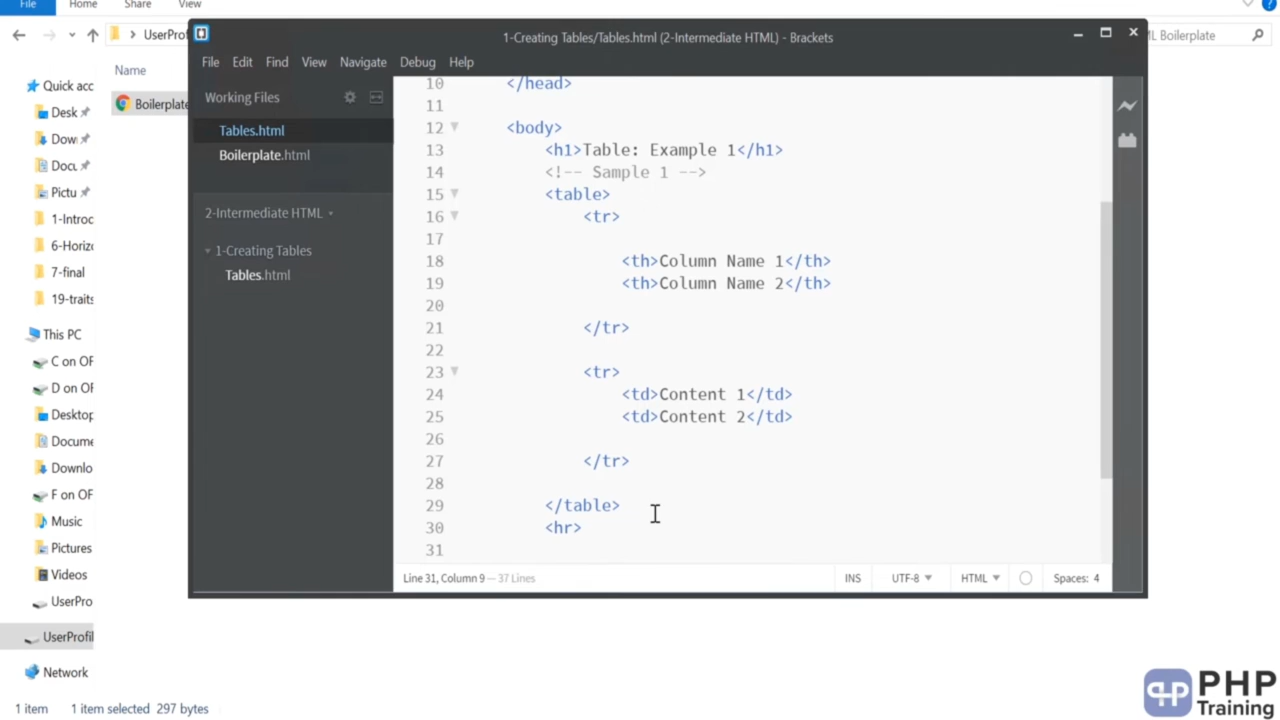 File Home Share View
UserProf
L Boilerplate
Name
Boilerplate
Quick acc
Desk
Dow
Docu
Pictu
1-Introc
6-Horizo
7-final
19-traits
This PC
C on OF
D on OF
Desktop
Docume
Downlo
F on OF
Music
Pictures
Videos
UserPro
UserProfil
Network
1 item 1 item selected 297 bytes
1-Creating Tables/Tables.html (2-Intermediate HTML) - Brackets
File Edit Find View Navigate Debug Help
Working Files
Tables.html
Boilerplate.html
2-Intermediate HTML
1-Creating Tables
Tables.html
10 </head>
11
12 <body>
13 <h1>Table: Example 1</h1>
14 <!-- Sample 1 -->
15 <table>
16 <tr>
17
18 <th>Column Name 1</th>
19 <th>Column Name 2</th>
20
21 </tr>
22
23 <tr>
24 <td>Content 1</td>
25 <td>Content 2</td>
26
27 </tr>
28
29 </table>
30 <hr>
31
Line 31, Column 9 — 37 Lines
INS UTF-8 HTML Spaces: 4
PHP
Training